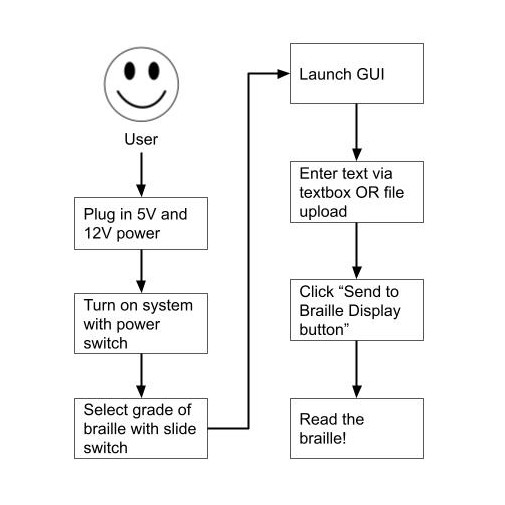 User
Plug in 5V and
12V power
Turn on system
with power
switch
Select grade of
braille with slide
switch
Launch GUI
Enter text via
textbox OR file
upload
Click “Send to
Braille Display
button”
Read the
braille!